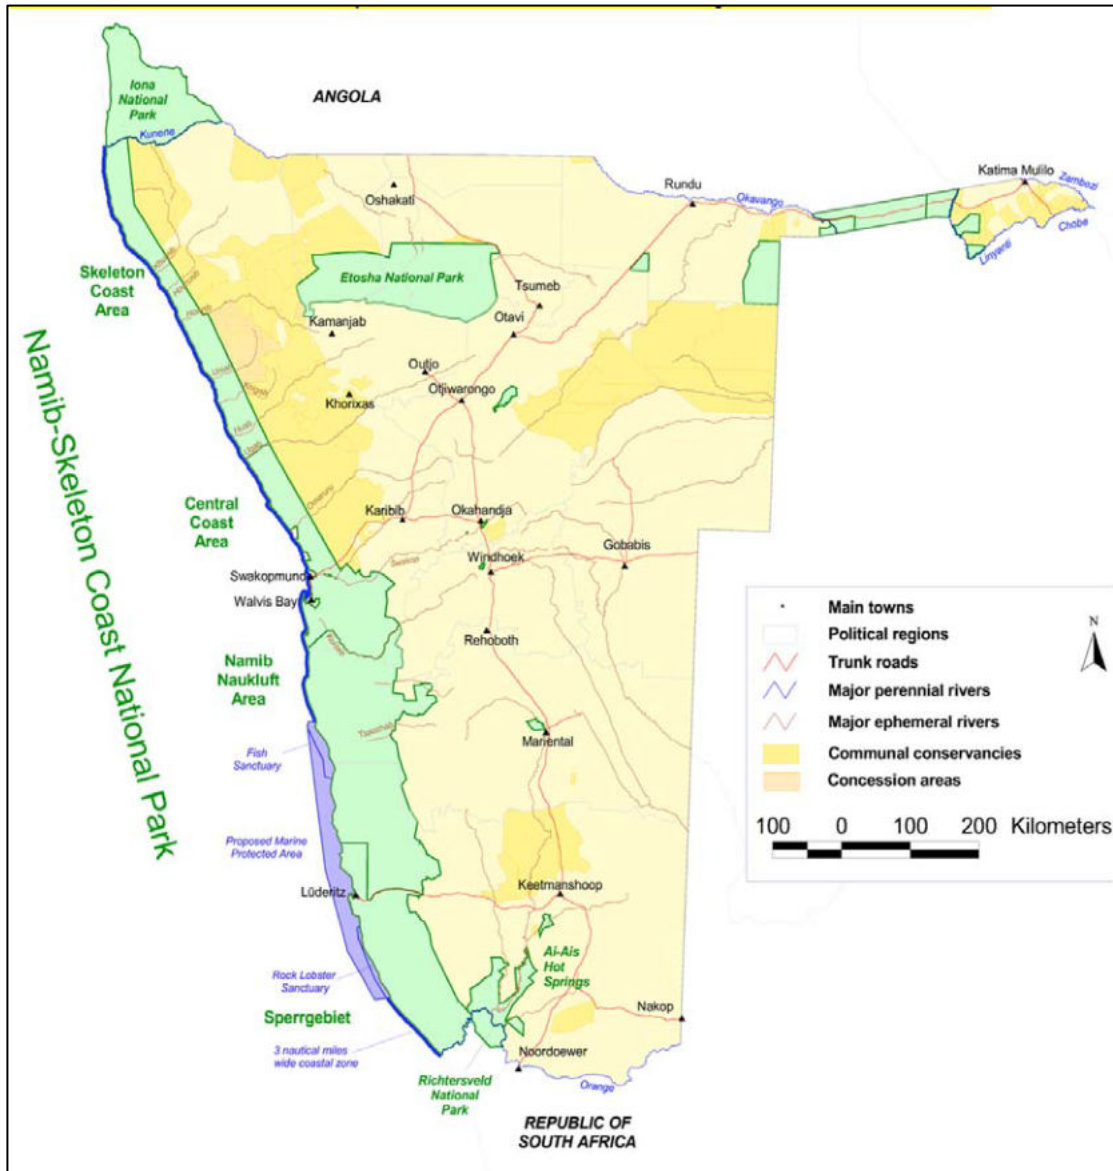 Iona
National
Park
ANGOLA
Kunene
Katima Mulilo
Zambezi
Oshakati
Rundu
Okavango
Chobe
Linyanti
Skeleton
Coast
Area
Etosha National Park
Tsumeb
Otavi
Kamanjab
Outjo
Otjiwarongo
Khorixas
Namib-Skeleton Coast National Park
Central
Coast
Area
Omaruru
Karibib
Okahandja
Swakop
Windhoek
Gobabis
Swakopmund
Walvis Bay
Rehoboth
Namib
Naukluft
Area
Mariental
Fish
Sanctuary
Proposed Marine
Protected Area
Lüderitz
Keetmanshoop
Ai-Ais
Hot
Springs
Rock Lobster
Sanctuary
Sperrgebiet
Nakop
3 nautical miles
wide coastal zone
Noordoewer
Richtersveld
National
Park
Orange
REPUBLIC OF
SOUTH AFRICA
Main towns
N
Political regions
Trunk roads
Major perennial rivers
Major ephemeral rivers
Communal conservancies
Concession areas
100 0 100 200 Kilometers